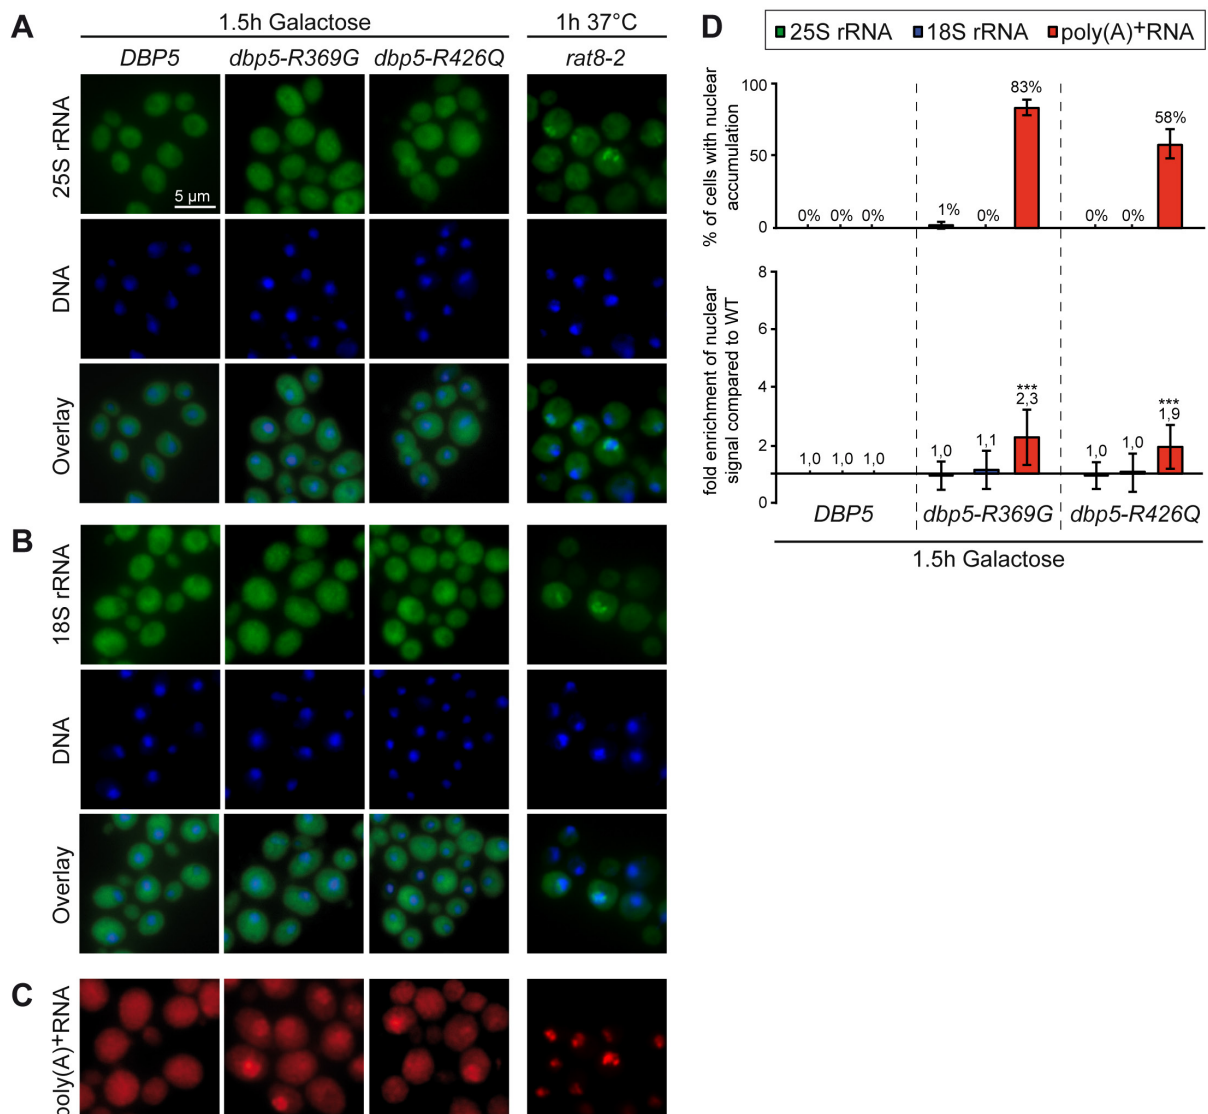 A
1.5h Galactose
1h 37°C
DBP5
dbp5-R369G
dbp5-R426Q
rat8-2
25S rRNA
5 µm
DNA
Overlay
B
18S rRNA
DNA
Overlay
C
poly(A)+RNA
D
25S rRNA
18S rRNA
poly(A)+RNA
% of cells with nuclear
accumulation
100
50
0
0%
0%
0%
1%
0%
83%
0%
0%
58%
fold enrichment of nuclear
signal compared to WT
8
6
4
2
0
1,0
1,0
1,0
1,0
1,1
***
2,3
1,0
1,0
***
1,9
DBP5
dbp5-R369G
dbp5-R426Q
1.5h Galactose